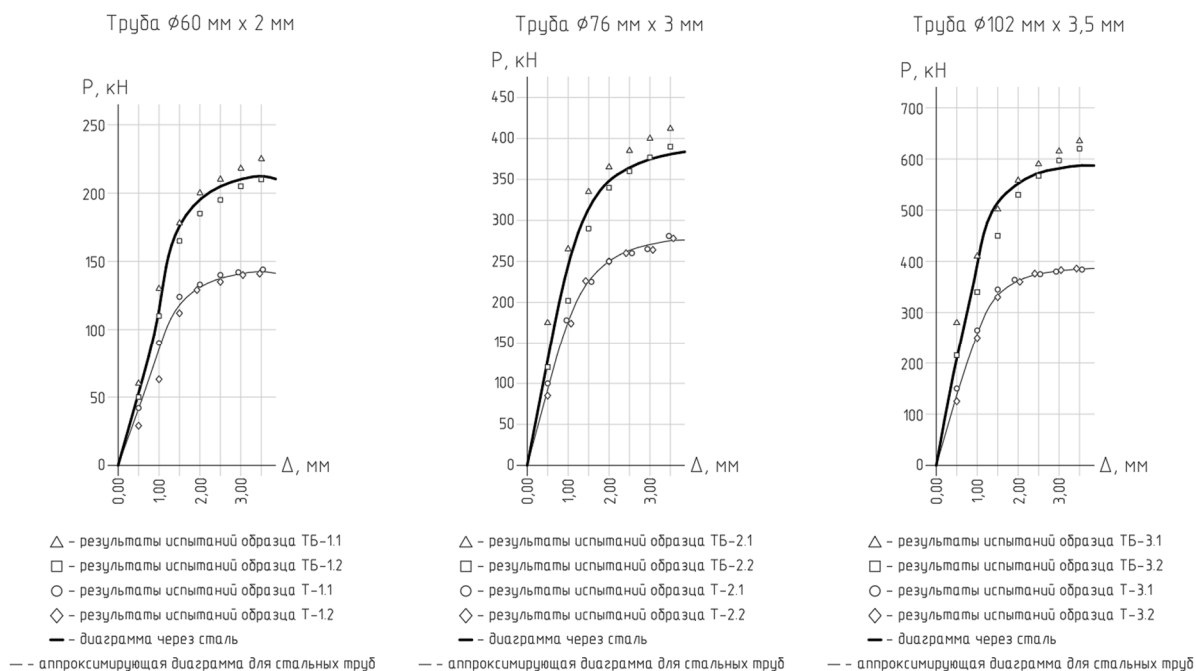 Труба Ø60 мм х 2 мм
P, кН
250
200
150
100
50
0
Δ, мм
0,00
1,00
2,00
3,00
△ – результаты испытаний образца ТБ-1.1
□ – результаты испытаний образца ТБ-1.2
○ – результаты испытаний образца Т-1.1
◇ – результаты испытаний образца Т-1.2
– диаграмма через сталь
– аппроксимирующая диаграмма для стальных труб
Труба Ø76 мм х 3 мм
P, кН
450
400
350
300
250
200
150
100
50
0
Δ, мм
0,00
1,00
2,00
3,00
△ – результаты испытаний образца ТБ-2.1
□ – результаты испытаний образца ТБ-2.2
○ – результаты испытаний образца Т-2.1
◇ – результаты испытаний образца Т-2.2
– диаграмма через сталь
– аппроксимирующая диаграмма для стальных труб
Труба Ø102 мм х 3,5 мм
P, кН
700
600
500
400
300
200
100
0
Δ, мм
0,00
1,00
2,00
3,00
△ – результаты испытаний образца ТБ-3.1
□ – результаты испытаний образца ТБ-3.2
○ – результаты испытаний образца Т-3.1
◇ – результаты испытаний образца Т-3.2
– диаграмма через сталь
– аппроксимирующая диаграмма для стальных труб